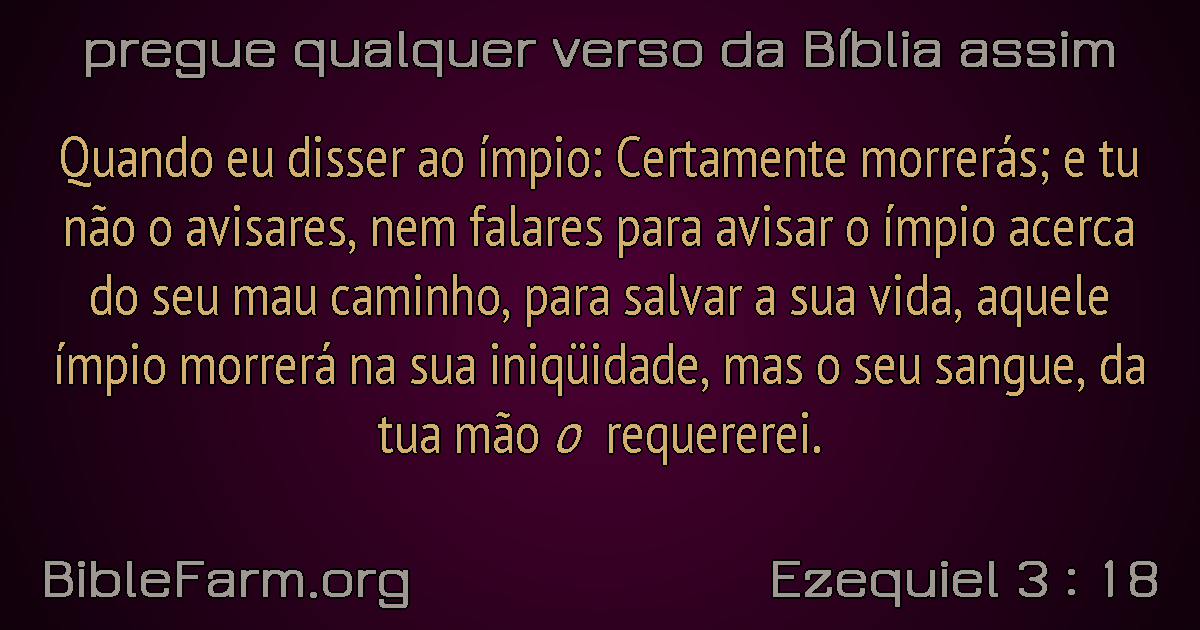 pregue qualquer verso da Bíblia assim
Quando eu disser ao ímpio: Certamente morrerás; e tu
não o avisares, nem falares para avisar o ímpio acerca
do seu mau caminho, para salvar a sua vida, aquele
ímpio morrerá na sua iniqüidade, mas o seu sangue, da
tua mão o requererei.
BibleFarm.org
Ezequiel 3 : 18